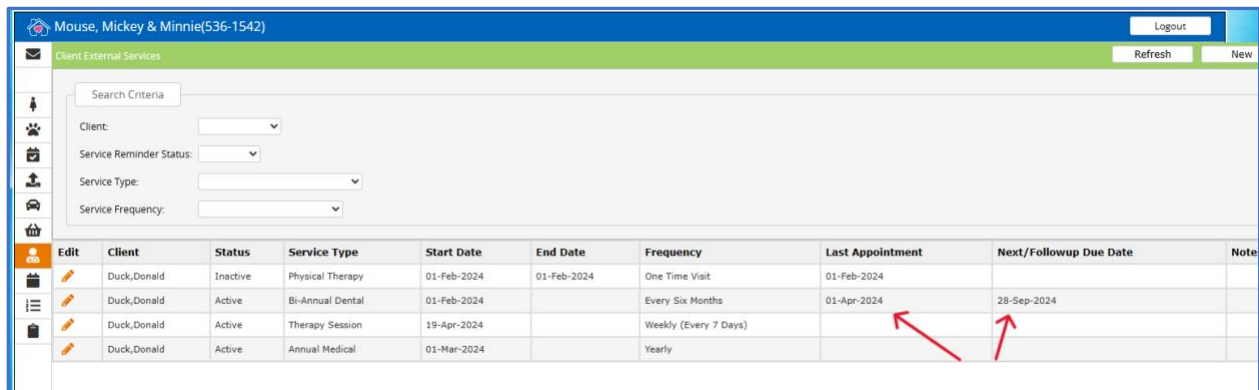 Mouse, Mickey & Minnie(536-1542) Logout
Client External Services Refresh New
Search Criteria
Client:
Service Reminder Status:
Service Type:
Service Frequency:
Edit Client Status Service Type Start Date End Date Frequency Last Appointment Next/Followup Due Date Note
Duck,Donald Inactive Physical Therapy 01-Feb-2024 01-Feb-2024 One Time Visit 01-Feb-2024
Duck,Donald Active Bi-Annual Dental 01-Feb-2024 Every Six Months 01-Apr-2024 28-Sep-2024
Duck,Donald Active Therapy Session 19-Apr-2024 Weekly (Every 7 Days)
Duck,Donald Active Annual Medical 01-Mar-2024 Yearly